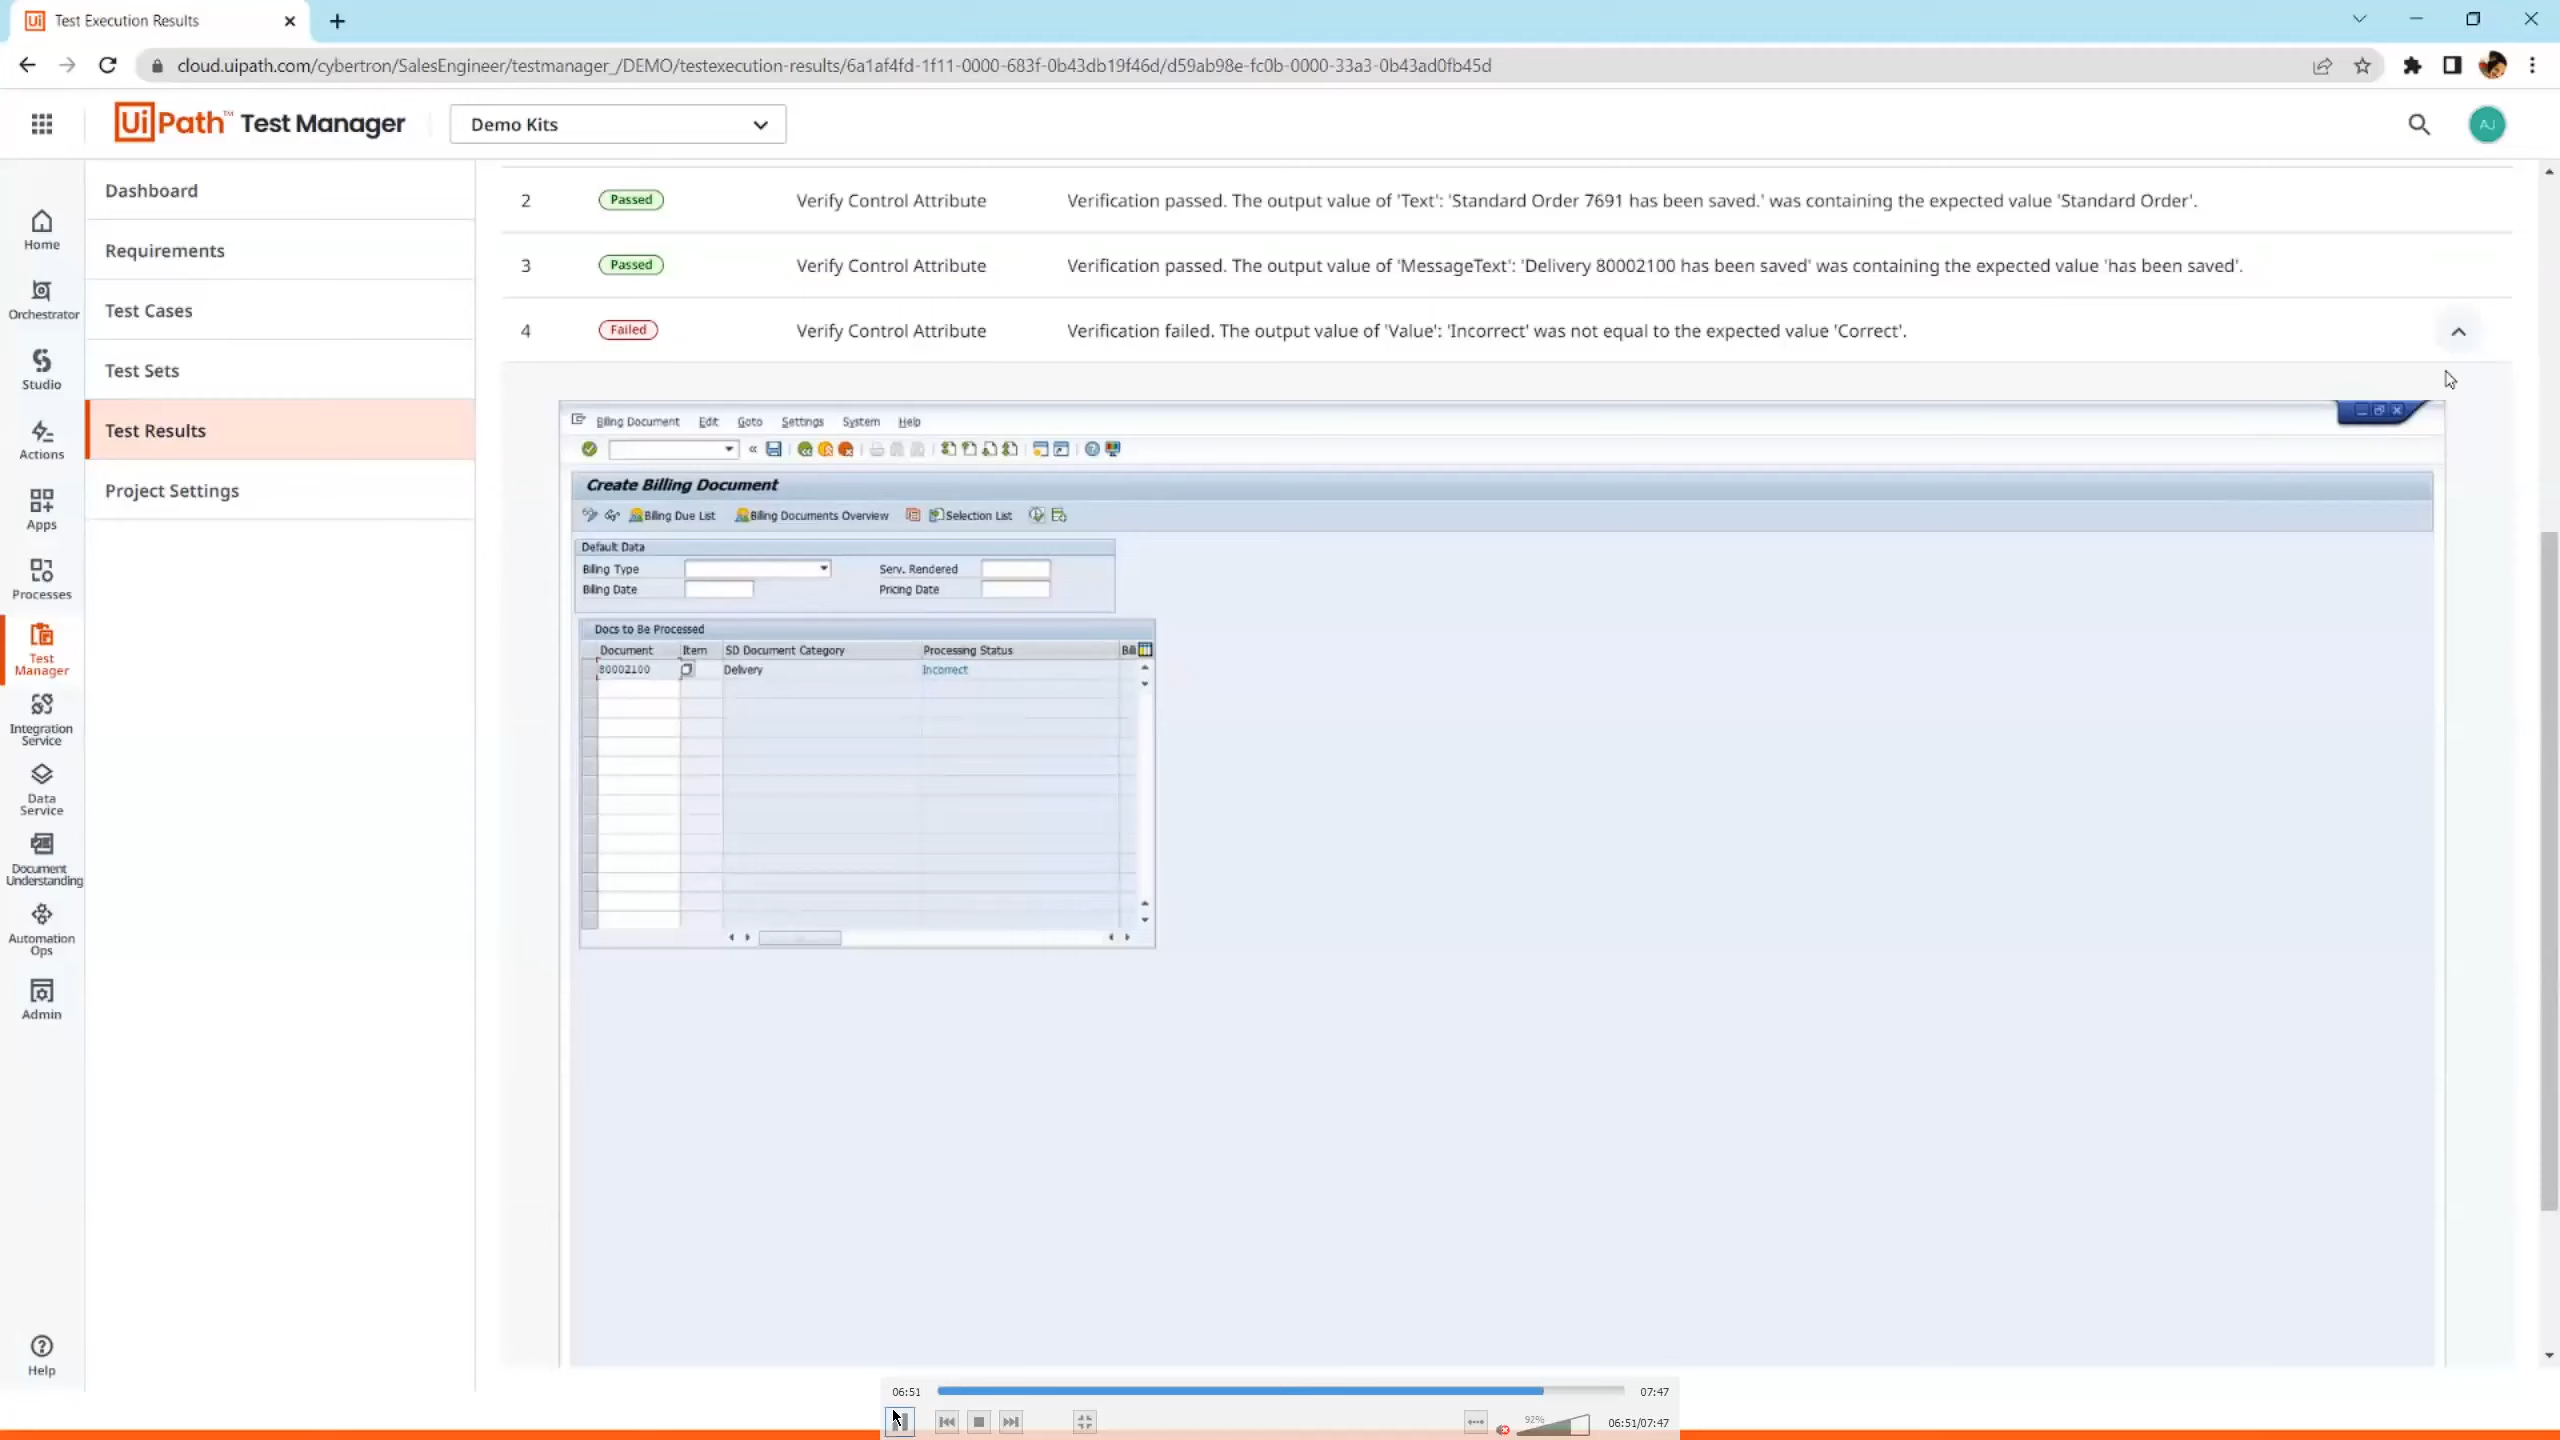 Test Execution Results
cloud.uipath.com/cybertron/SalesEngineer/testmanager_/DEMO/testexecution-results/6a1af4fd-1f11-0000-683f-0b43db19f46d/d59ab98e-fc0b-0000-33a3-0b43ad0fb45d
UiPath™ Test Manager
Demo Kits
AJ
Home
Orchestrator
Studio
Actions
Apps
Processes
Test
Manager
Integration
Service
Data
Service
Document
Understanding
Automation
Ops
Admin
Help
Dashboard
Requirements
Test Cases
Test Sets
Test Results
Project Settings
2 Passed Verify Control Attribute Verification passed. The output value of 'Text': 'Standard Order 7691 has been saved.' was containing the expected value 'Standard Order'.
3 Passed Verify Control Attribute Verification passed. The output value of 'MessageText': 'Delivery 80002100 has been saved' was containing the expected value 'has been saved'.
4 Failed Verify Control Attribute Verification failed. The output value of 'Value': 'Incorrect' was not equal to the expected value 'Correct'.
Billing Document Edit Goto Settings System Help
Create Billing Document
Billing Due List Billing Documents Overview Selection List
Default Data
Billing Type Serv. Rendered
Billing Date Pricing Date
Docs to Be Processed
Document Item SD Document Category Processing Status Bill
80002100 Delivery Incorrect
06:51 07:47
92% 06:51/07:47